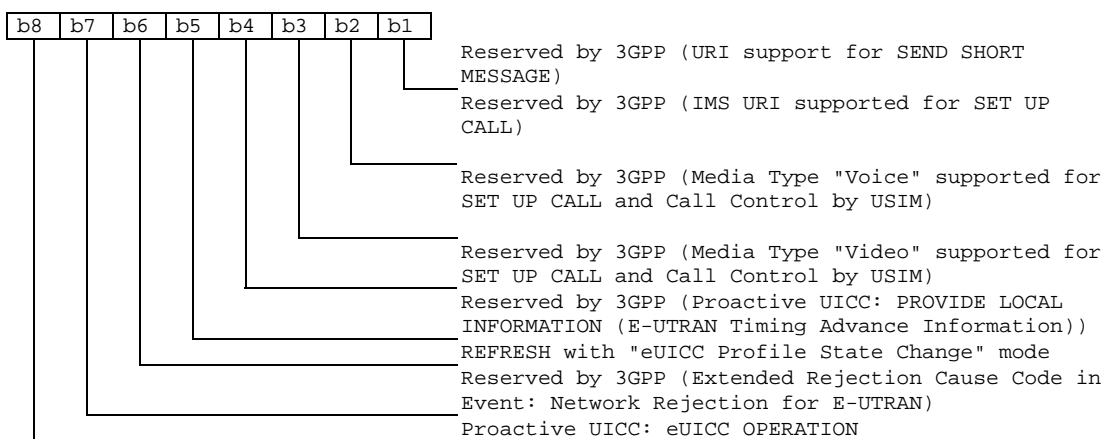 b8 b7 b6 b5 b4 b3 b2 b1
Reserved by 3GPP (URI support for SEND SHORT
MESSAGE)
Reserved by 3GPP (IMS URI supported for SET UP
CALL)
Reserved by 3GPP (Media Type "Voice" supported for
SET UP CALL and Call Control by USIM)
Reserved by 3GPP (Media Type "Video" supported for
SET UP CALL and Call Control by USIM)
Reserved by 3GPP (Proactive UICC: PROVIDE LOCAL
INFORMATION (E-UTRAN Timing Advance Information))
REFRESH with "eUICC Profile State Change" mode
Reserved by 3GPP (Extended Rejection Cause Code in
Event: Network Rejection for E-UTRAN)
Proactive UICC: eUICC OPERATION